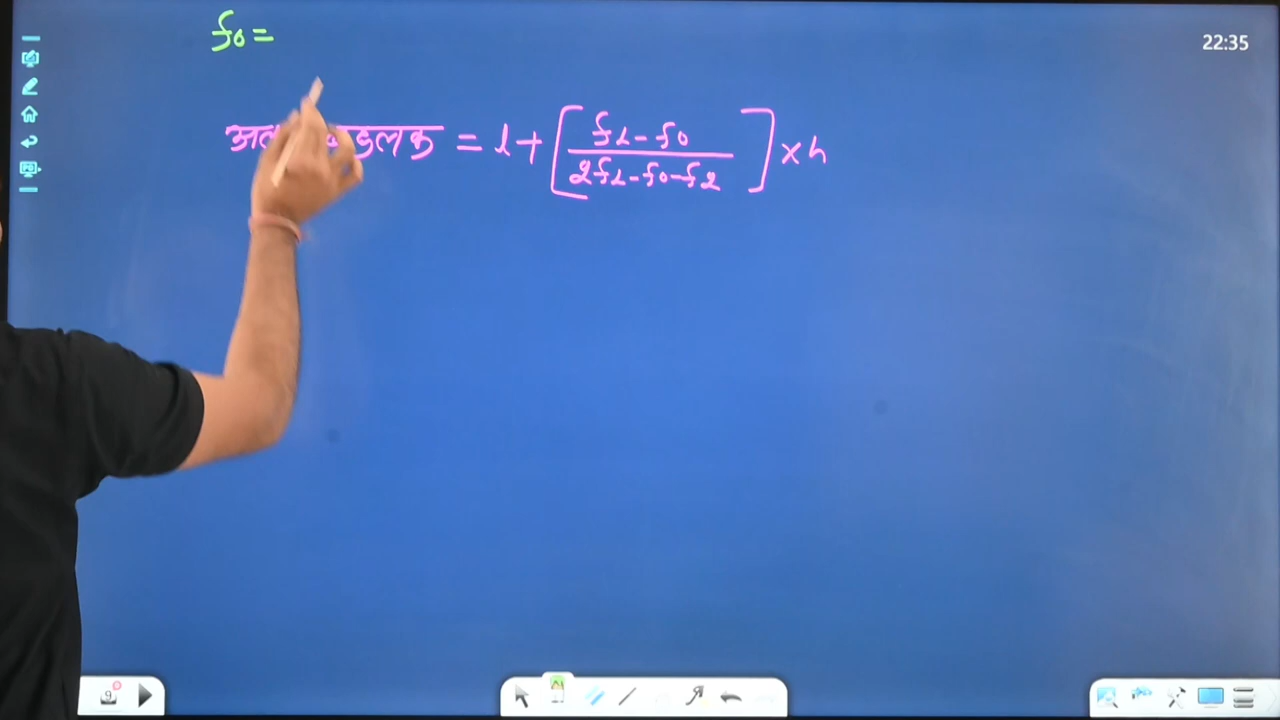 f0 =
22:35
= l + [ f1 - f0 / 2f1 - f0 - f2 ] × h